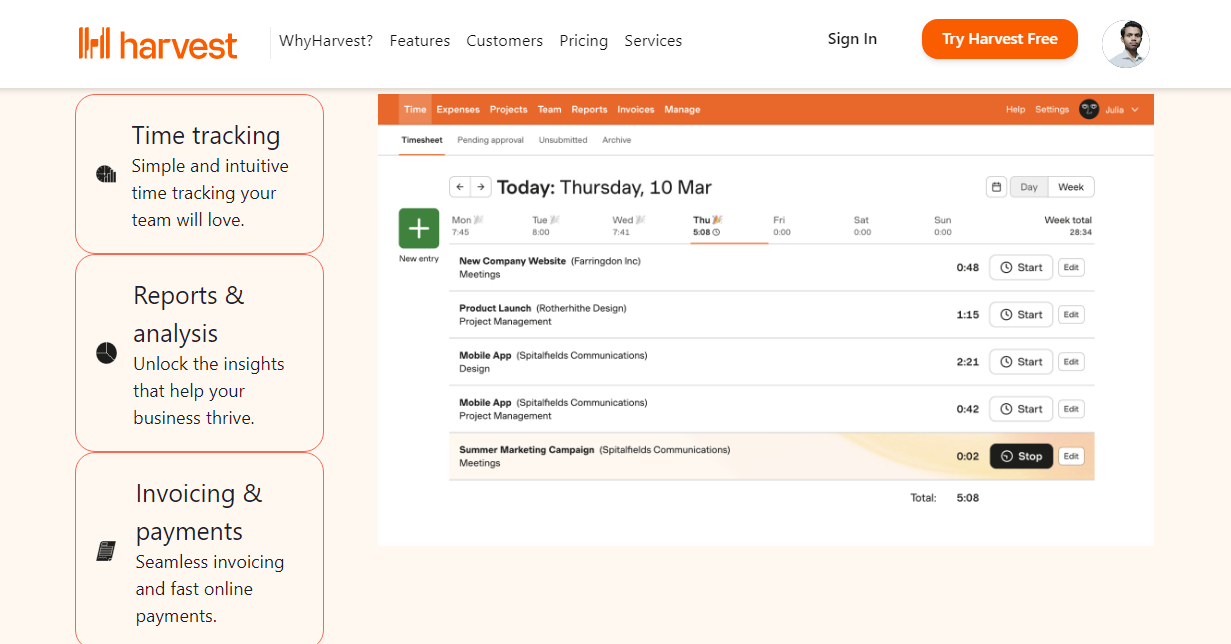 harvest
WhyHarvest? Features Customers Pricing Services
Sign In
Try Harvest Free
Time tracking
Simple and intuitive
time tracking your
team will love.
Reports &
analysis
Unlock the insights
that help your
business thrive.
Invoicing &
payments
Seamless invoicing
and fast online
payments.
Time Expenses Projects Team Reports Invoices Manage
Help Settings Julia
Timesheet Pending approval Unsubmitted Archive
Today: Thursday, 10 Mar
Day Week
New entry
Mon Tue Wed Thu Fri Sat Sun Week total
7:45 8:00 7:41 5:08 0:00 0:00 0:00 28:34
New Company Website (Farringdon Inc)
Meetings
0:48 Start Edit
Product Launch (Rotherhithe Design)
Project Management
1:15 Start Edit
Mobile App (Spitalfields Communications)
Design
2:21 Start Edit
Mobile App (Spitalfields Communications)
Project Management
0:42 Start Edit
Summer Marketing Campaign (Spitalfields Communications)
Meetings
0:02 Stop Edit
Total: 5:08